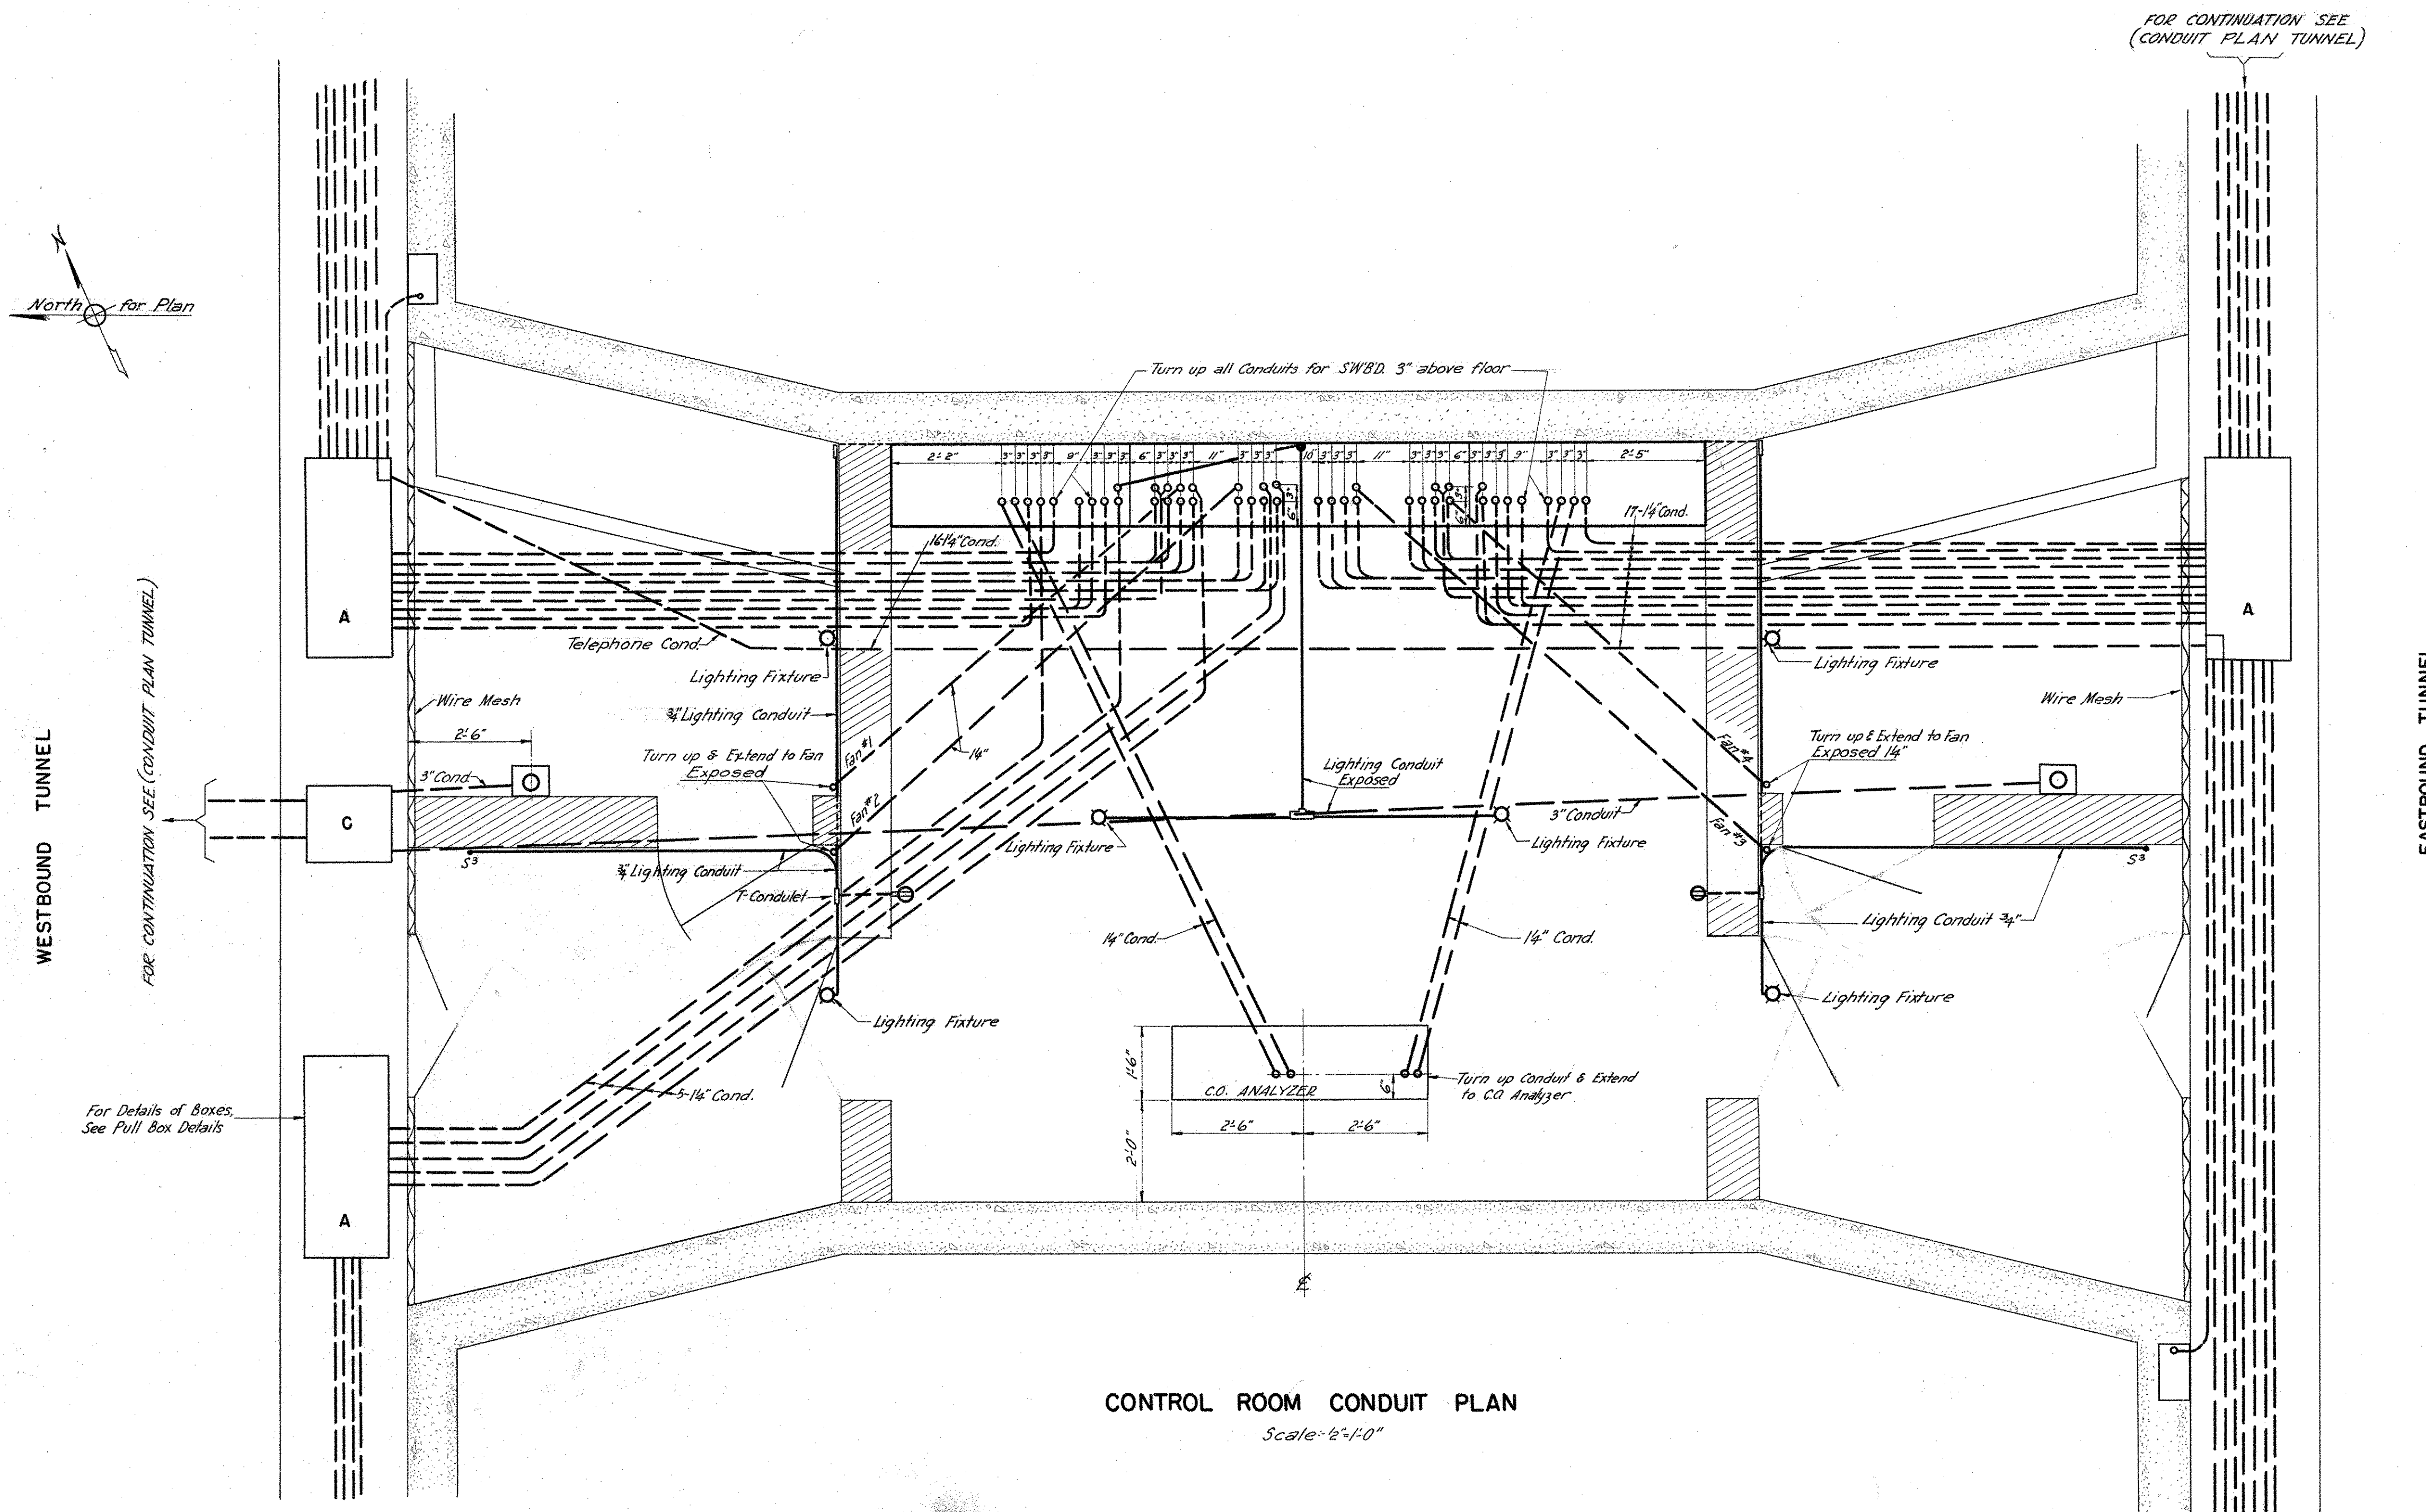 FOR CONTINUATION SEE
(CONDUIT PLAN TUNNEL)
N
North for Plan
Turn up all Conduits for SWBD. 3" above floor
2'-2" 3" 3" 3" 3" 9" 3" 3" 3" 6" 3" 3" 3" 11" 3" 3" 3" 10" 3" 3" 3" 11" 3" 3" 3" 6" 3" 3" 3" 9" 3" 3" 3" 2'-5"
6" 3"
6" 3"
16-1¼" Cond.
17-1¼" Cond.
A
A
Telephone Cond.
Lighting Fixture
Lighting Fixture
Wire Mesh
Wire Mesh
¾" Lighting Conduit
2'-6"
Fan #1
1¼"
Fan #4
Turn up & Extend to Fan
Exposed
Turn up & Extend to Fan
Exposed 1¼"
Lighting Conduit
Exposed
3" Cond.
C
Fan #2
3" Conduit
Fan #3
Lighting Fixture
Lighting Fixture
S3
S3
¾" Lighting Conduit
T-Condulet
Lighting Conduit ¾"
1¼" Cond.
1¼" Cond.
Lighting Fixture
Lighting Fixture
WESTBOUND TUNNEL
FOR CONTINUATION SEE (CONDUIT PLAN TUNNEL)
EASTBOUND TUNNEL
5-1¼" Cond.
1'-6"
C.O. ANALYZER
6"
Turn up Conduit & Extend
to C.O. Analyzer
For Details of Boxes,
See Pull Box Details
2'-6" 2'-6"
2'-0"
A
℄
CONTROL ROOM CONDUIT PLAN
Scale:-½"=1'-0"